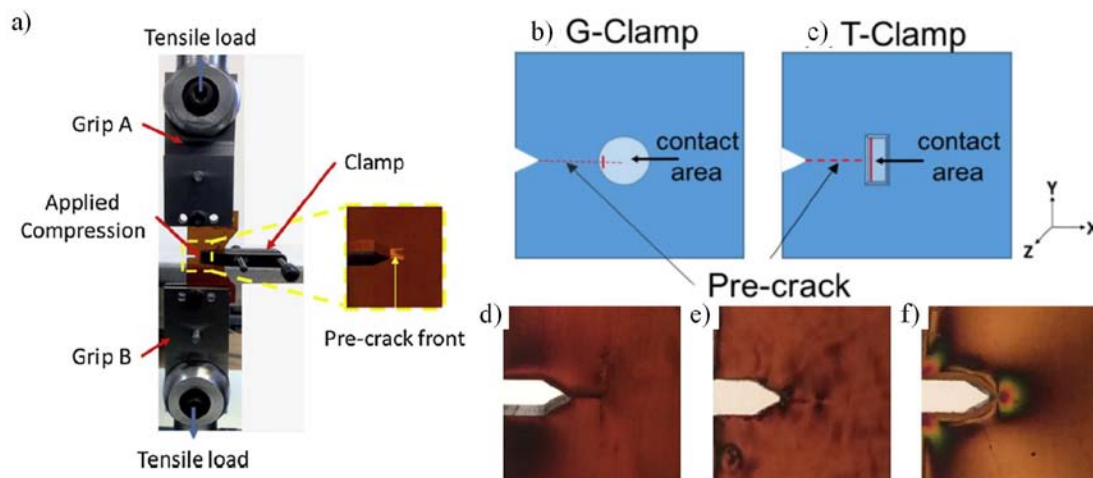 a)
Tensile load
Grip A
Clamp
Applied
Compression
Pre-crack front
Grip B
Tensile load
b) G-Clamp
contact
area
c) T-Clamp
contact
area
Y
X
Z
Pre-crack
d)
e)
f)